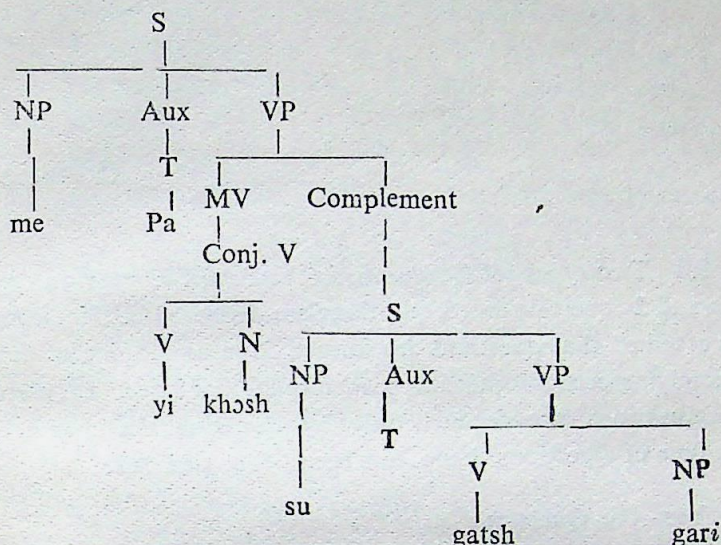 S
NP Aux VP
T
me Pa MV Complement
Conj. V
S
V N
NP Aux VP
yi khɔsh
T
V NP
su
gatsh gari